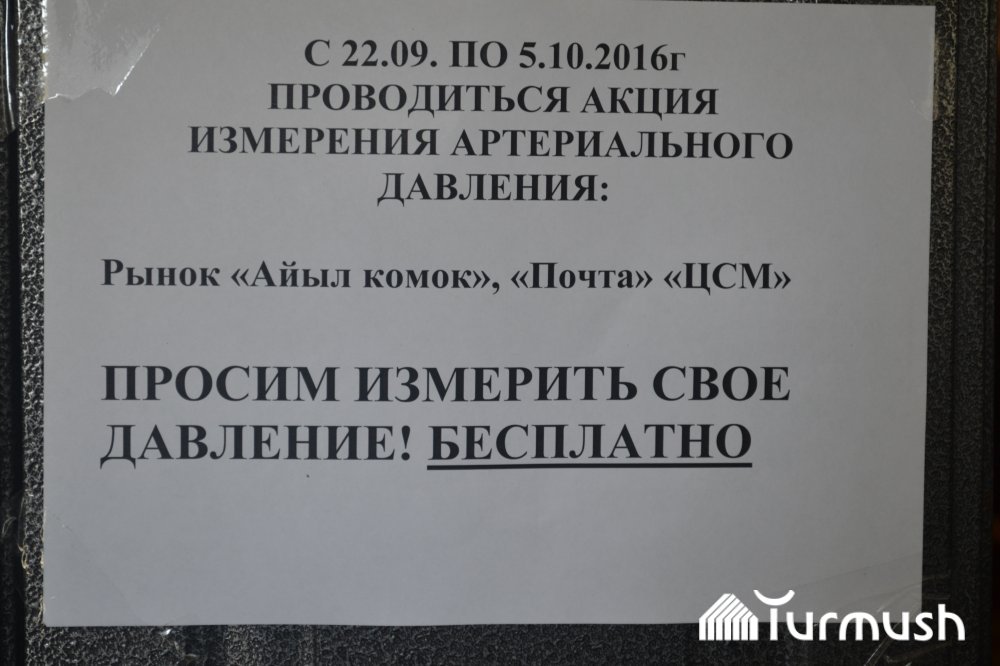 С 22.09. ПО 5.10.2016г
ПРОВОДИТЬСЯ АКЦИЯ
ИЗМЕРЕНИЯ АРТЕРИАЛЬНОГО
ДАВЛЕНИЯ:
Рынок «Айыл комок», «Почта» «ЦСМ»
ПРОСИМ ИЗМЕРИТЬ СВОЕ
ДАВЛЕНИЕ! БЕСПЛАТНО
Turmush